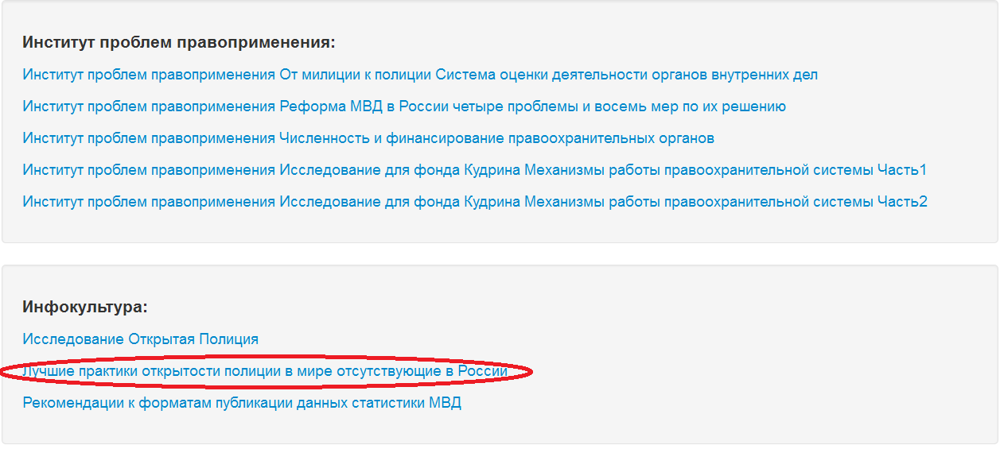 Институт проблем правоприменения:
Институт проблем правоприменения От милиции к полиции Система оценки деятельности органов внутренних дел
Институт проблем правоприменения Реформа МВД в России четыре проблемы и восемь мер по их решению
Институт проблем правоприменения Численность и финансирование правоохранительных органов
Институт проблем правоприменения Исследование для фонда Кудрина Механизмы работы правоохранительной системы Часть1
Институт проблем правоприменения Исследование для фонда Кудрина Механизмы работы правоохранительной системы Часть2
Инфокультура:
Исследование Открытая Полиция
Лучшие практики открытости полиции в мире отсутствующие в России
Рекомендации к форматам публикации данных статистики МВД